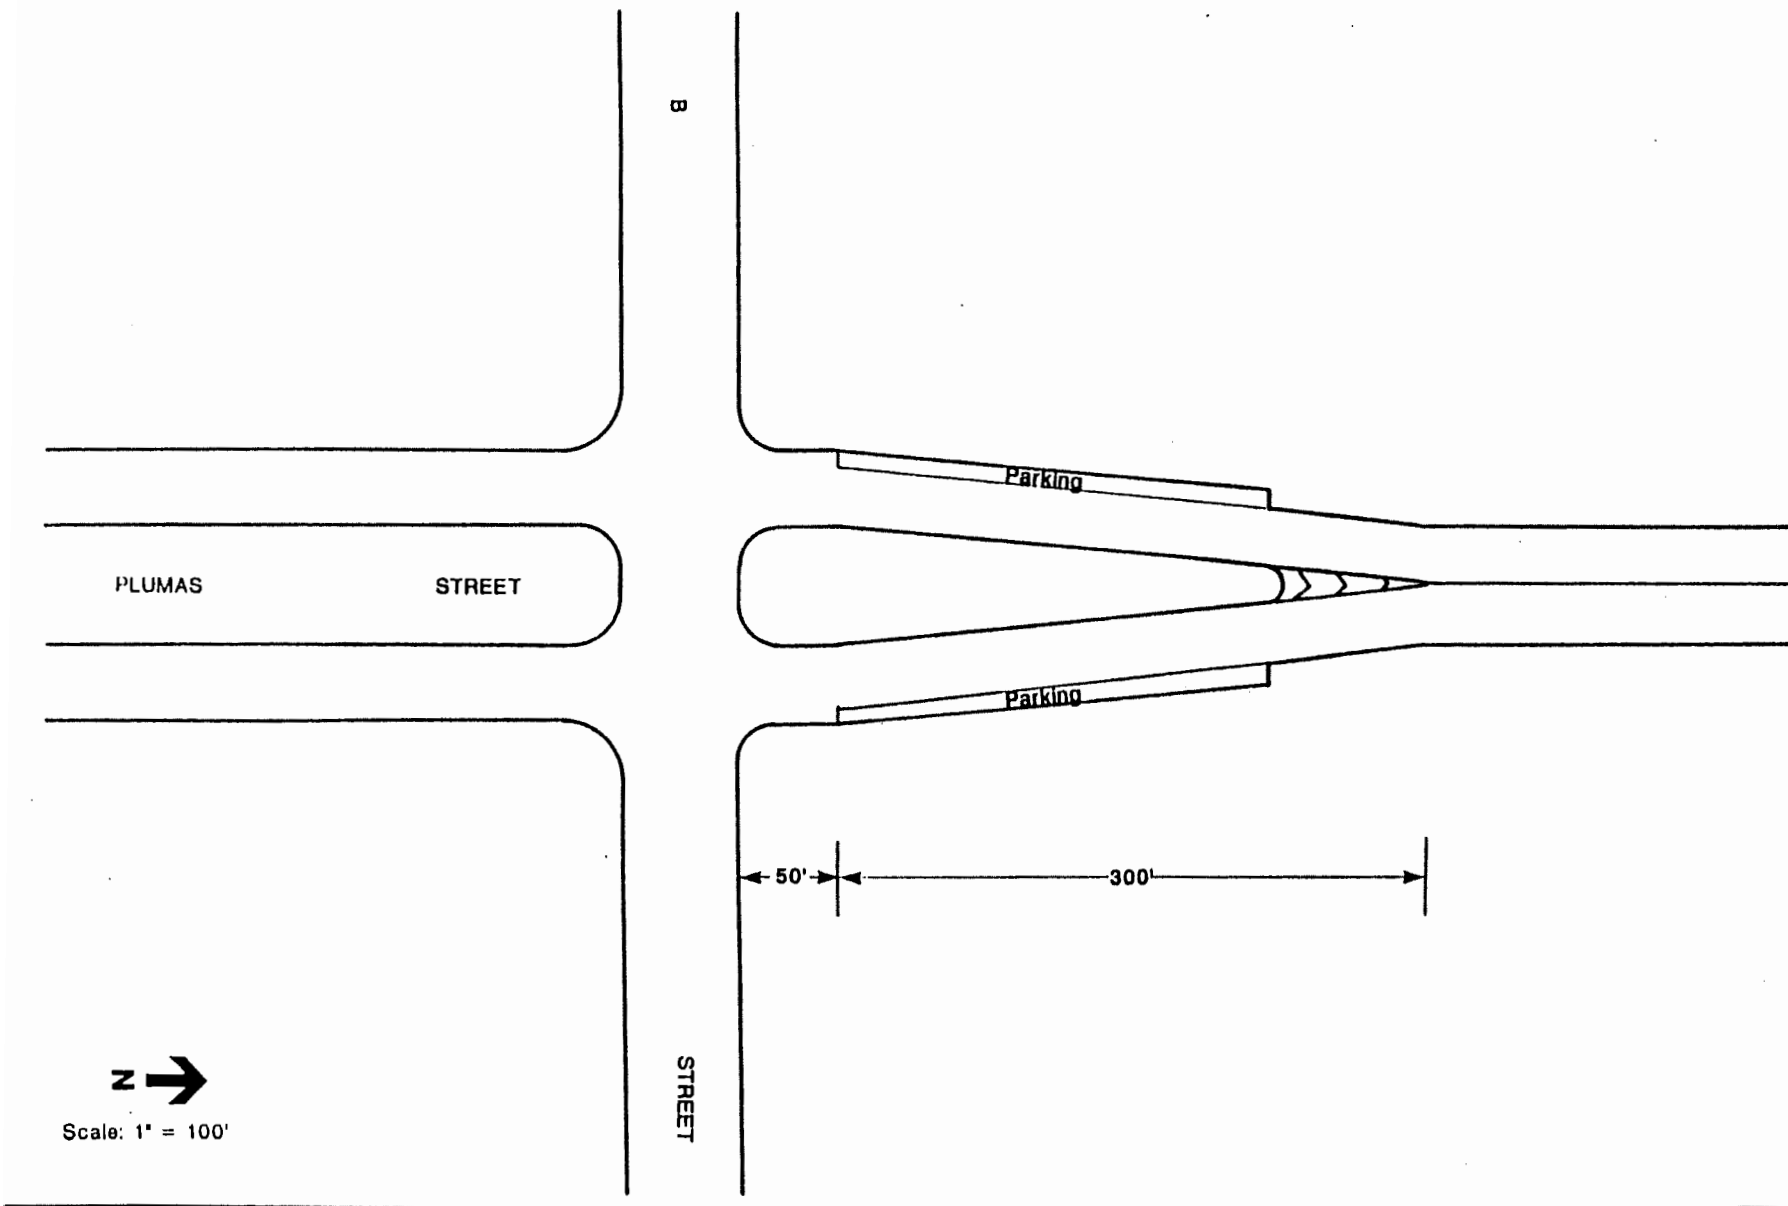 B
Parking
PLUMAS STREET
Parking
50' 300'
STREET
N
Scale: 1" = 100'